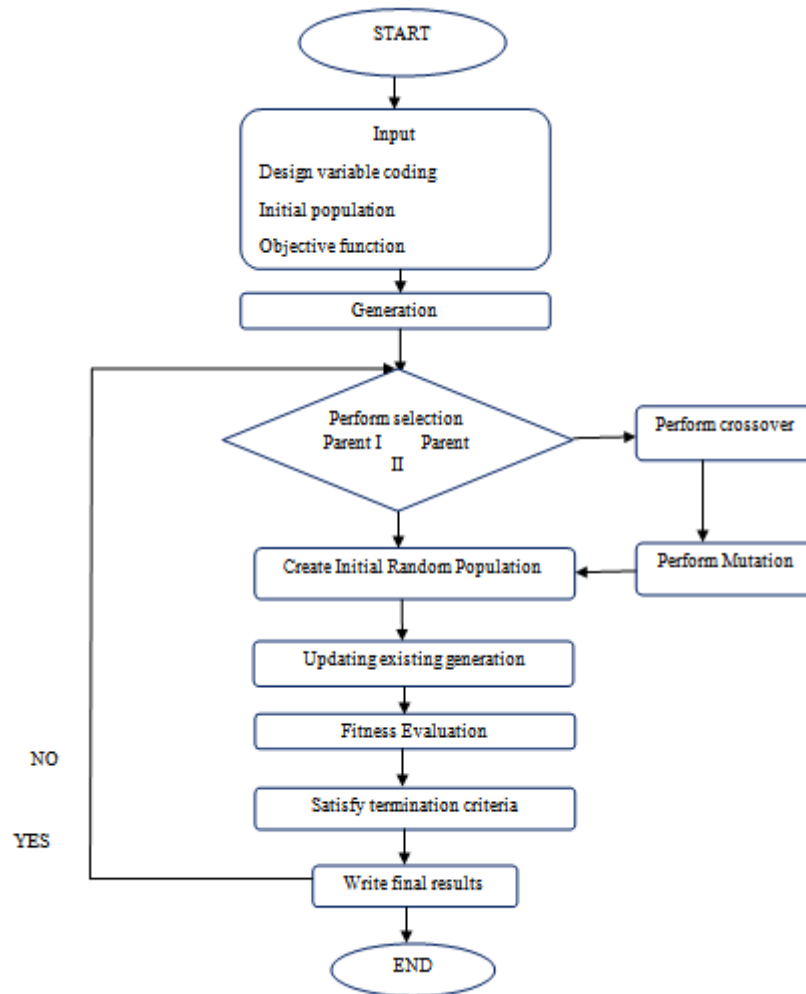 START
Input
Design variable coding
Initial population
Objective function
Generation
Perform selection
Parent I Parent
II
Perform crossover
Perform Mutation
Create Initial Random Population
Updating existing generation
Fitness Evaluation
NO
Satisfy termination criteria
YES
Write final results
END